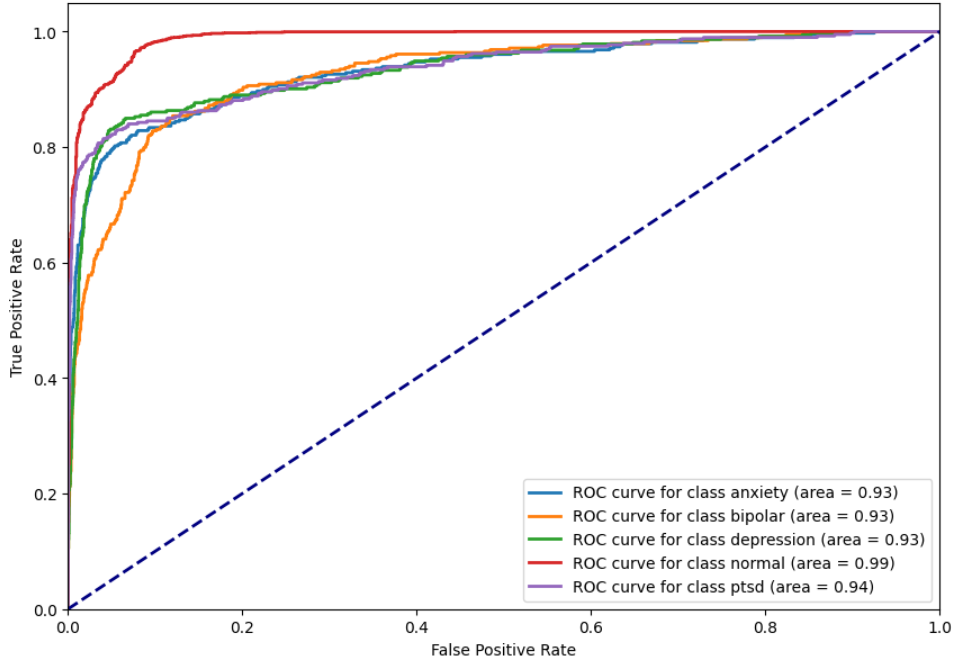 1.0
0.8
0.6
0.4
0.2
0.0
True Positive Rate
0.0 0.2 0.4 0.6 0.8 1.0
False Positive Rate
ROC curve for class anxiety (area = 0.93)
ROC curve for class bipolar (area = 0.93)
ROC curve for class depression (area = 0.93)
ROC curve for class normal (area = 0.99)
ROC curve for class ptsd (area = 0.94)